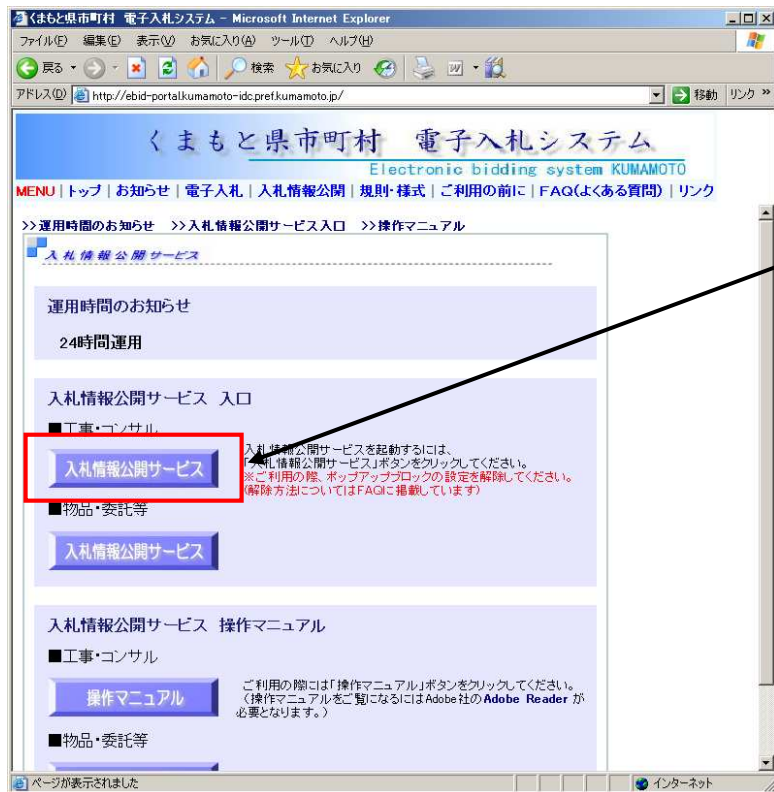 くまもと県市町村 電子入札システム - Microsoft Internet Explorer
ファイル(F) 編集(E) 表示(V) お気に入り(A) ツール(T) ヘルプ(H)
戻る 検索 お気に入り
アドレス(D) http://ebid-portal.kumamoto-idc.pref.kumamoto.jp/ 移動 リンク »
くまもと県市町村 電子入札システム
Electronic bidding system KUMAMOTO
MENU | トップ | お知らせ | 電子入札 | 入札情報公開 | 規則・様式 | ご利用の前に | FAQ(よくある質問) | リンク
>>運用時間のお知らせ >>入札情報公開サービス入口 >>操作マニュアル
入札情報公開サービス
運用時間のお知らせ
24時間運用
入札情報公開サービス 入口
■工事・コンサル
入札情報公開サービス
入札情報公開サービスを起動するには、
「入札情報公開サービス」ボタンをクリックしてください。
※ご利用の際、ポップアップブロックの設定を解除してください。
(解除方法についてはFAQに掲載しています)
■物品・委託等
入札情報公開サービス
入札情報公開サービス 操作マニュアル
■工事・コンサル
操作マニュアル
ご利用の際には「操作マニュアル」ボタンをクリックしてください。
(操作マニュアルをご覧になるにはAdobe社のAdobe Reader が
必要となります。)
■物品・委託等
ページが表示されました インターネット